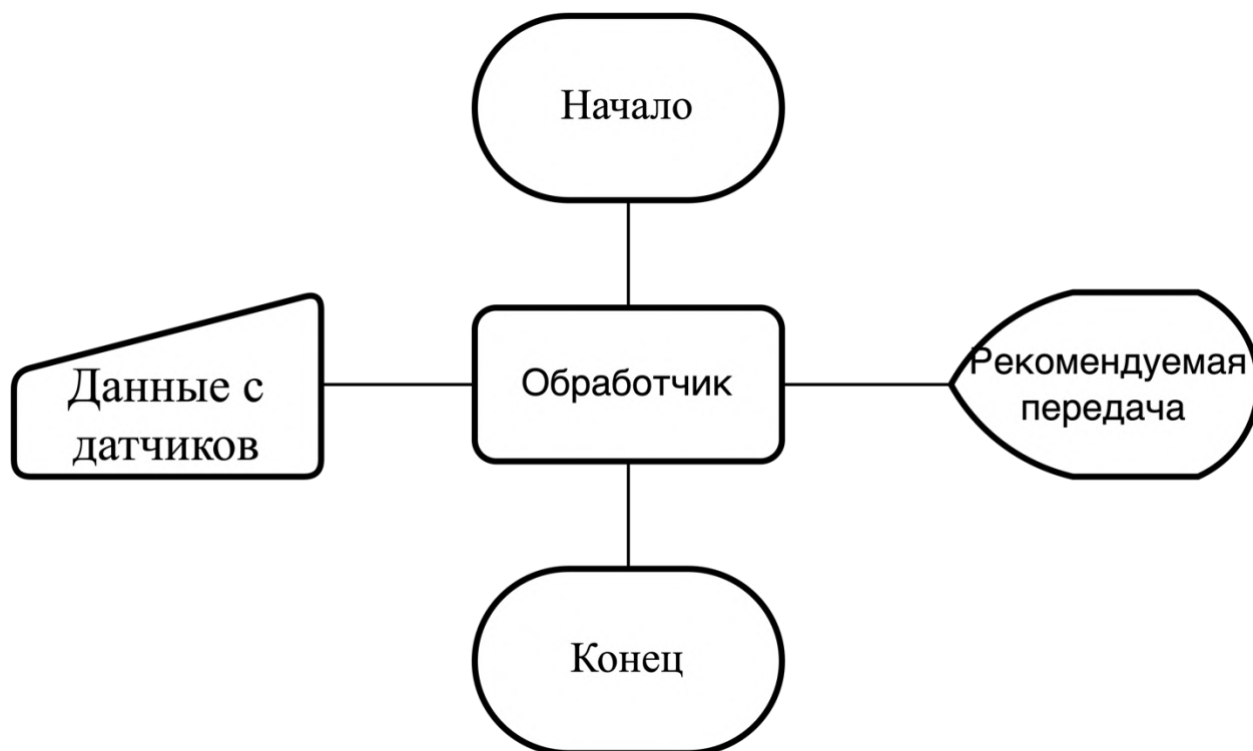 Начало
Данные с
датчиков
Обработчик
Рекомендуемая
передача
Конец